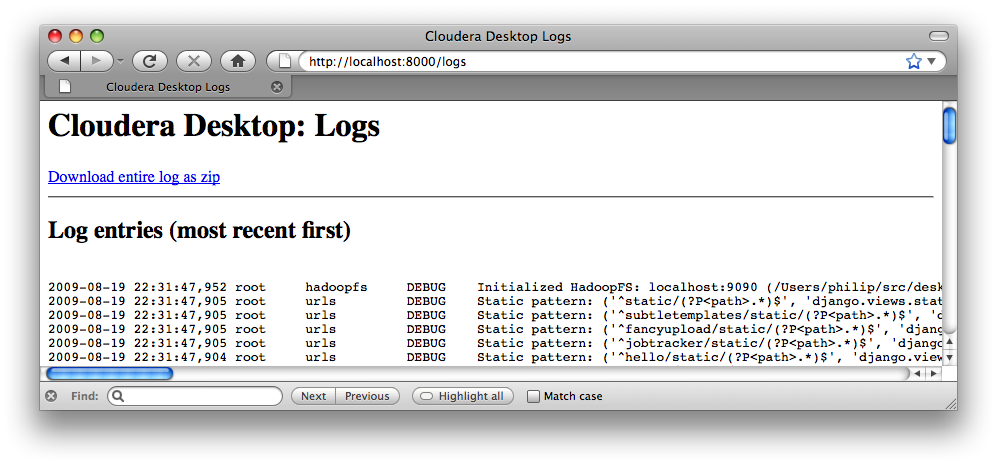 Cloudera Desktop Logs
http://localhost:8000/logs
Cloudera Desktop Logs
Cloudera Desktop: Logs
Download entire log as zip
Log entries (most recent first)
2009-08-19 22:31:47,952 root hadoopfs DEBUG Initialized HadoopFS: localhost:9090 (/Users/philip/src/desk
2009-08-19 22:31:47,905 root urls DEBUG Static pattern: ('^static/(?P<path>.*)$', 'django.views.stat
2009-08-19 22:31:47,905 root urls DEBUG Static pattern: ('^subtletemplates/static/(?P<path>.*)$', 'd
2009-08-19 22:31:47,905 root urls DEBUG Static pattern: ('^fancyupload/static/(?P<path>.*)$', 'djang
2009-08-19 22:31:47,905 root urls DEBUG Static pattern: ('^jobtracker/static/(?P<path>.*)$', 'django
2009-08-19 22:31:47,904 root urls DEBUG Static pattern: ('^hello/static/(?P<path>.*)$', 'django.view
Find: Next Previous Highlight all Match case